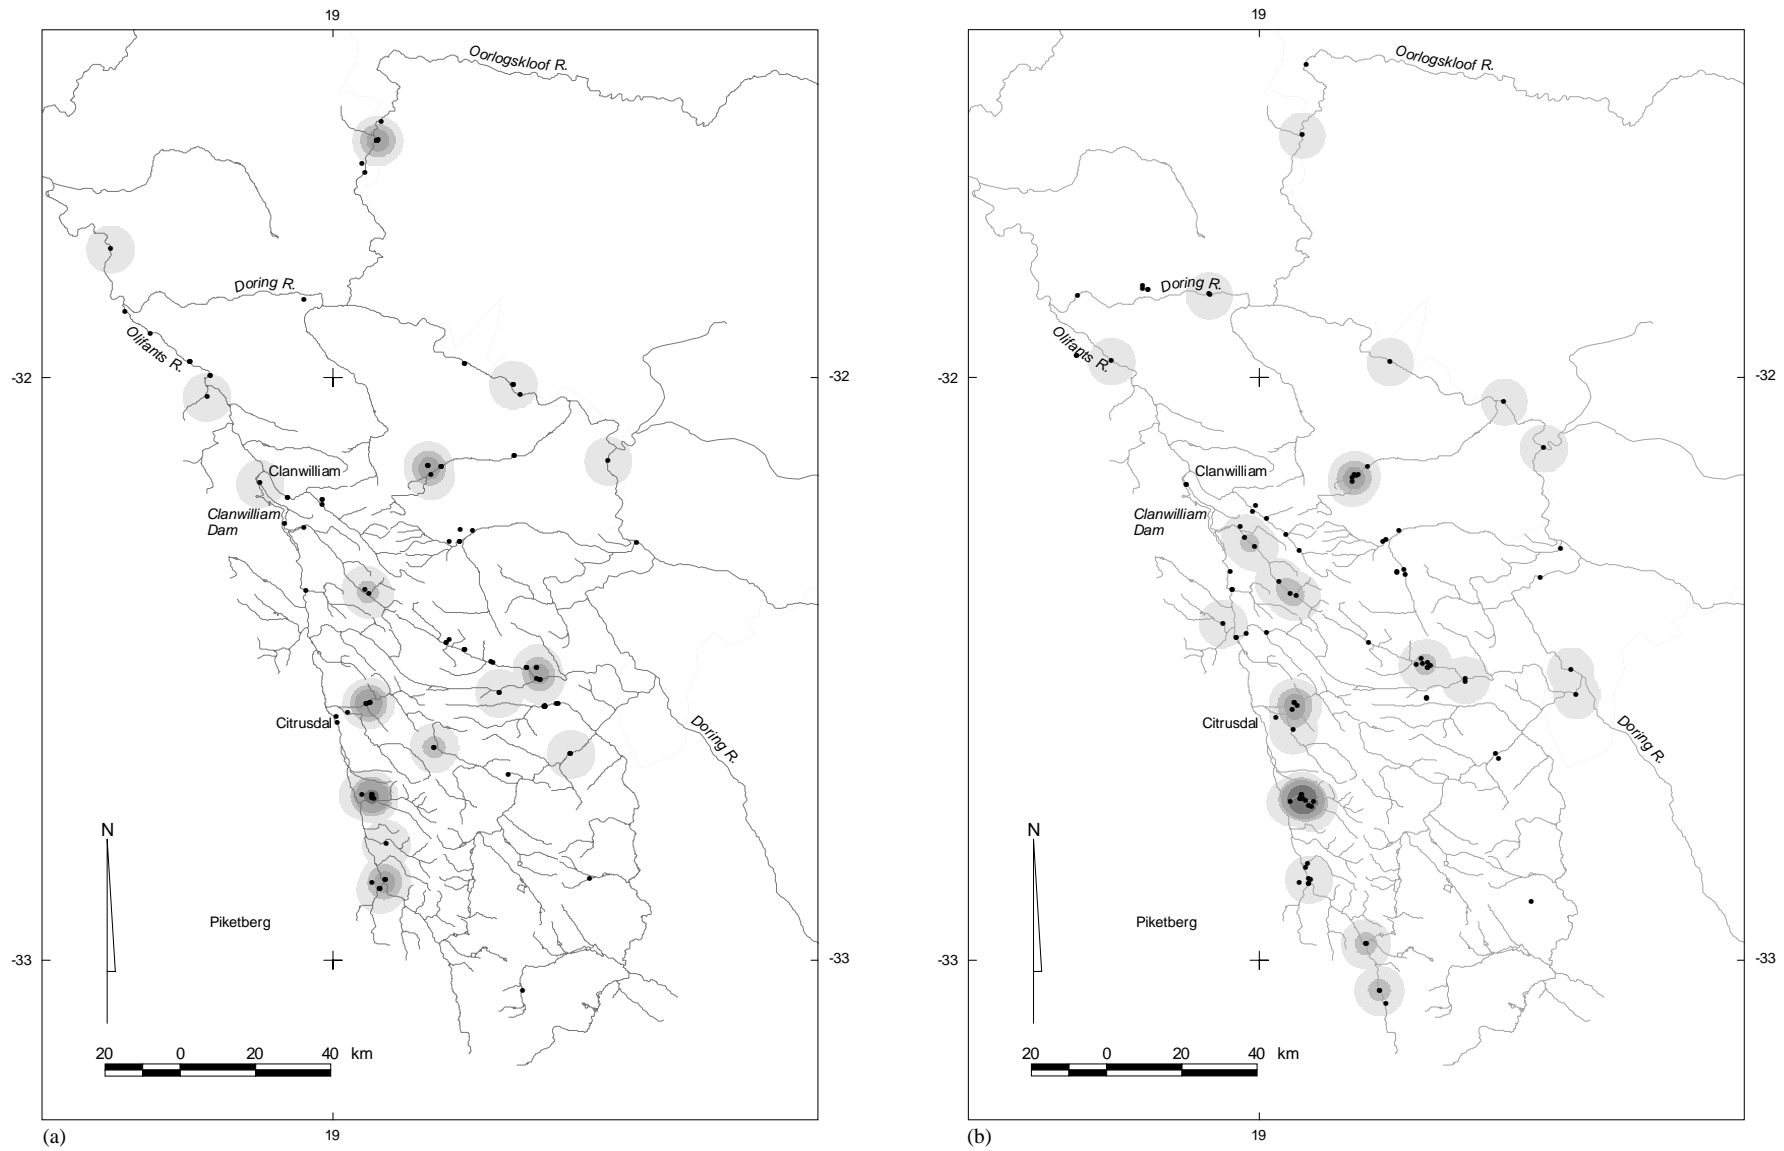 19
Oorlogskloof R.
Doring R.
Olifants R.
-32
-32
Clanwilliam
Clanwilliam
Dam
Citrusdal
Doring R.
N
Piketberg
-33
-33
20 0 20 40 km
19
(a)
19
Oorlogskloof R.
Doring R.
Olifants R.
-32
-32
Clanwilliam
Clanwilliam
Dam
Citrusdal
Doring R.
N
Piketberg
-33
-33
20 0 20 40 km
19
(b)